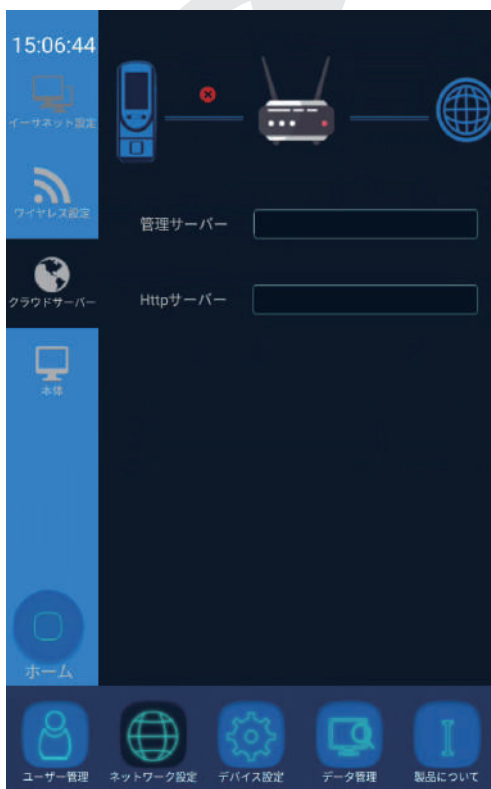 15:06:44
イーサネット設定
ワイヤレス設定
管理サーバー
クラウドサーバー
Httpサーバー
本体
ホーム
ユーザー管理
ネットワーク設定
デバイス設定
データ管理
製品について